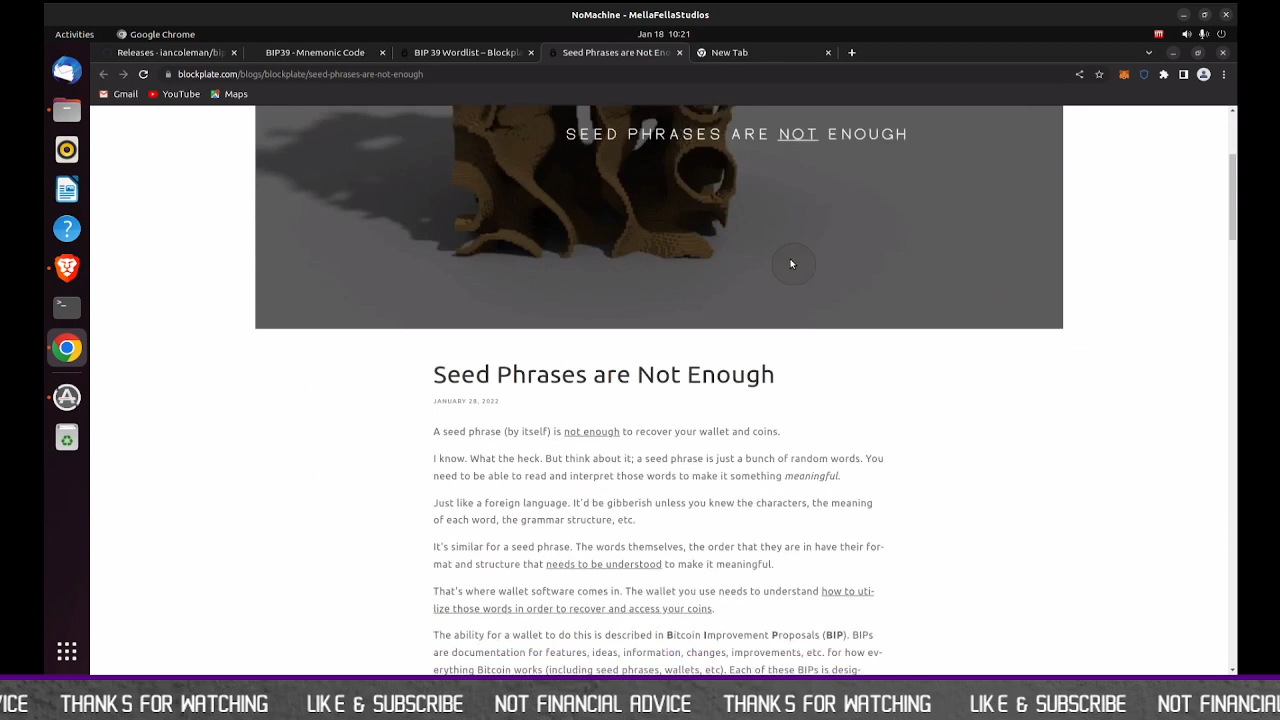 NoMachine - MellaFellaStudios
Activities
Google Chrome
Jan 18 10:21
Releases · iancoleman/bip
BIP39 - Mnemonic Code
BIP 39 Wordlist – Blockpla
Seed Phrases are Not Eno
New Tab
blockplate.com/blogs/blockplate/seed-phrases-are-not-enough
Gmail
YouTube
Maps
SEED PHRASES ARE NOT ENOUGH
Seed Phrases are Not Enough
JANUARY 28, 2022
A seed phrase (by itself) is not enough to recover your wallet and coins.
I know. What the heck. But think about it; a seed phrase is just a bunch of random words. You
need to be able to read and interpret those words to make it something meaningful.
Just like a foreign language. It'd be gibberish unless you knew the characters, the meaning
of each word, the grammar structure, etc.
It's similar for a seed phrase. The words themselves, the order that they are in have their for-
mat and structure that needs to be understood to make it meaningful.
That's where wallet software comes in. The wallet you use needs to understand how to uti-
lize those words in order to recover and access your coins.
The ability for a wallet to do this is described in Bitcoin Improvement Proposals (BIP). BIPs
are documentation for features, ideas, information, changes, improvements, etc. for how ev-
erything Bitcoin works (including seed phrases, wallets, etc). Each of these BIPs is desig-
VICE THANKS FOR WATCHING LIKE & SUBSCRIBE NOT FINANCIAL ADVICE THANKS FOR WATCHING LIKE & SUBSCRIBE NOT FINANCIAL